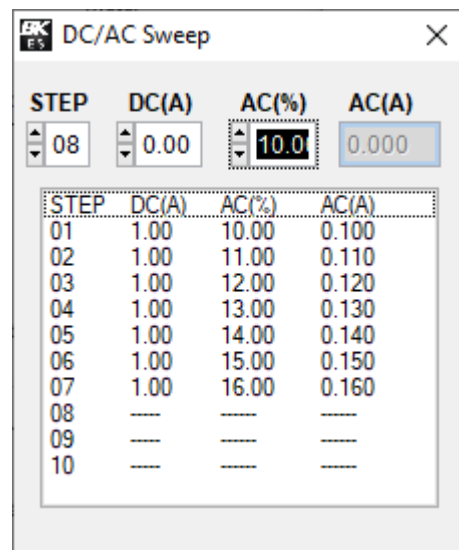 BK ES DC/AC Sweep
STEP DC(A) AC(%) AC(A)
08 0.00 10.0 0.000
STEP DC(A) AC(%) AC(A)
01 1.00 10.00 0.100
02 1.00 11.00 0.110
03 1.00 12.00 0.120
04 1.00 13.00 0.130
05 1.00 14.00 0.140
06 1.00 15.00 0.150
07 1.00 16.00 0.160
08 ----- ------ ------
09 ----- ------ ------
10 ----- ------ ------